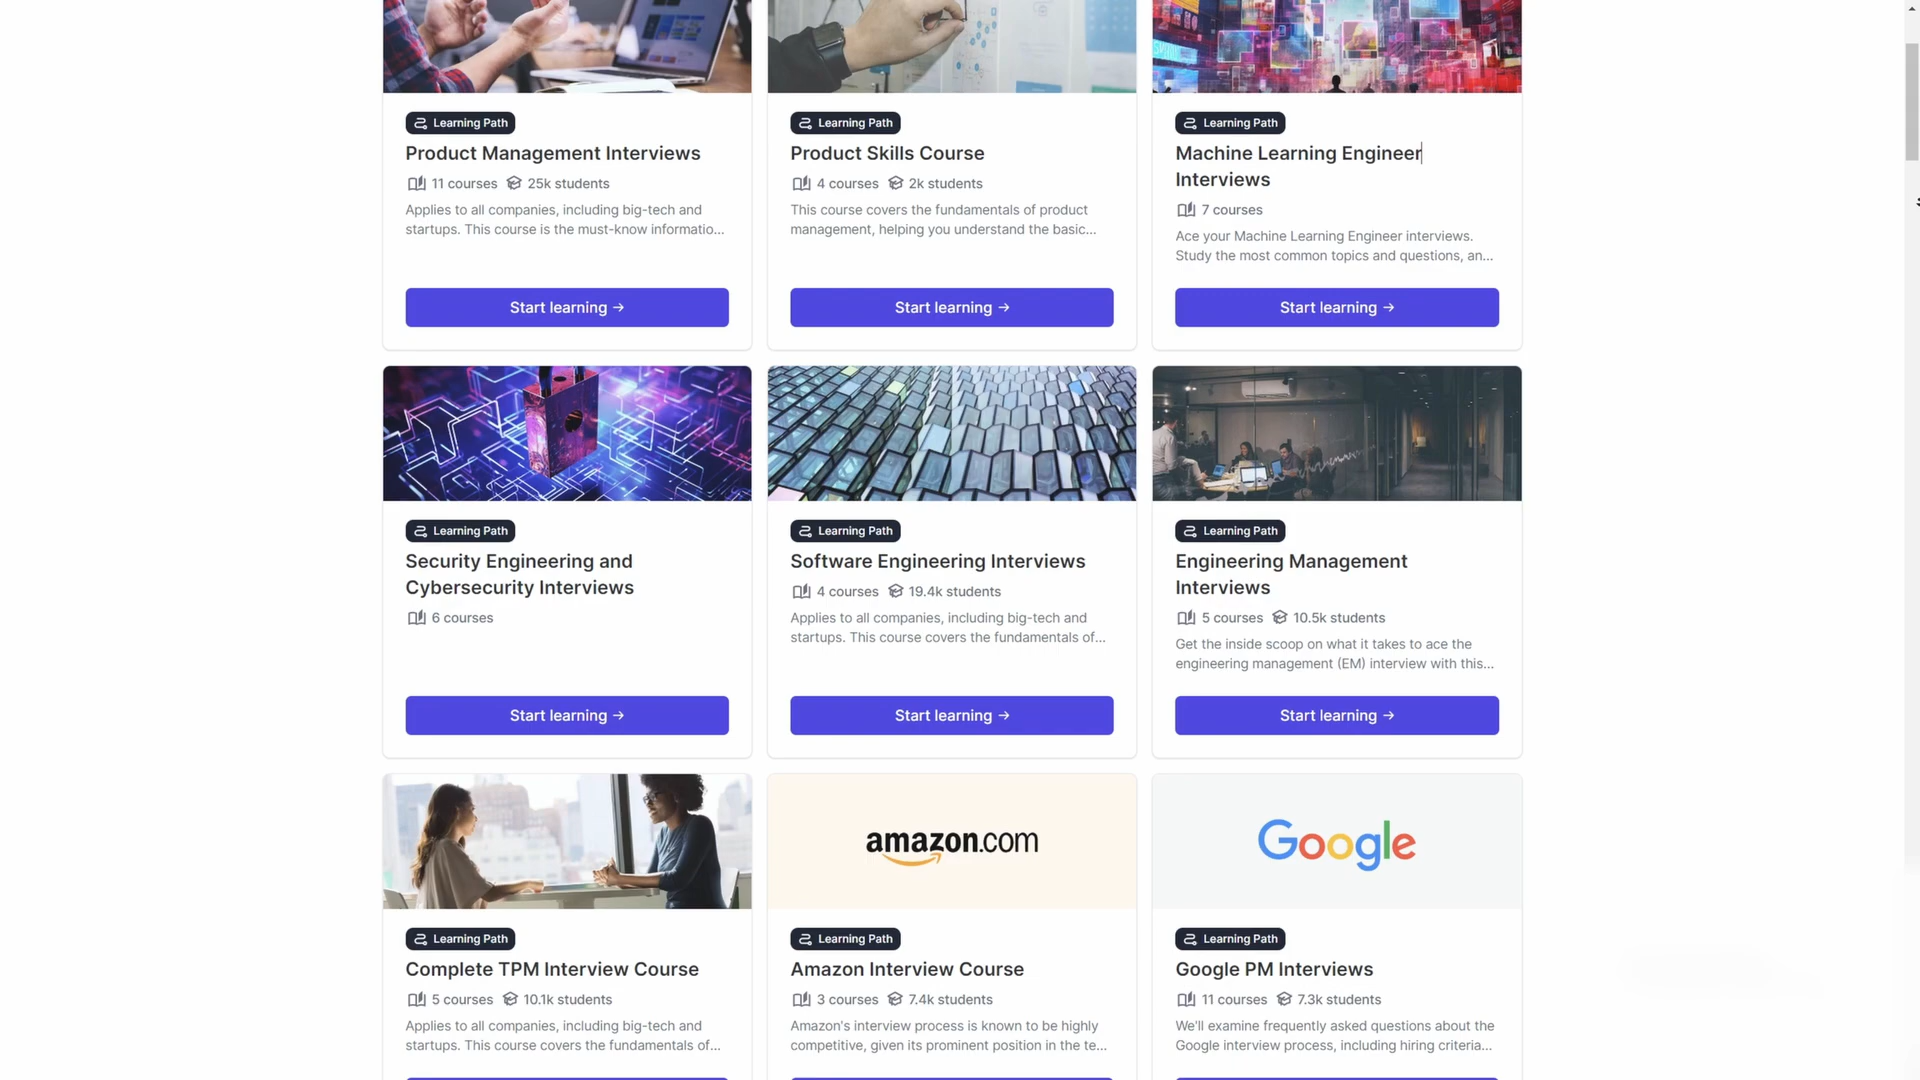 Learning Path
Product Management Interviews
11 courses 25k students
Applies to all companies, including big-tech and
startups. This course is the must-know informatio...
Start learning →
Learning Path
Product Skills Course
4 courses 2k students
This course covers the fundamentals of product
management, helping you understand the basic...
Start learning →
Learning Path
Machine Learning Engineer
Interviews
7 courses
Ace your Machine Learning Engineer interviews.
Study the most common topics and questions, an...
Start learning →
Learning Path
Security Engineering and
Cybersecurity Interviews
6 courses
Start learning →
Learning Path
Software Engineering Interviews
4 courses 19.4k students
Applies to all companies, including big-tech and
startups. This course covers the fundamentals of...
Start learning →
Learning Path
Engineering Management
Interviews
5 courses 10.5k students
Get the inside scoop on what it takes to ace the
engineering management (EM) interview with this...
Start learning →
Learning Path
Complete TPM Interview Course
5 courses 10.1k students
Applies to all companies, including big-tech and
startups. This course covers the fundamentals of...
amazon.com
Learning Path
Amazon Interview Course
3 courses 7.4k students
Amazon's interview process is known to be highly
competitive, given its prominent position in the te...
Google
Learning Path
Google PM Interviews
11 courses 7.3k students
We'll examine frequently asked questions about the
Google interview process, including hiring criteria...